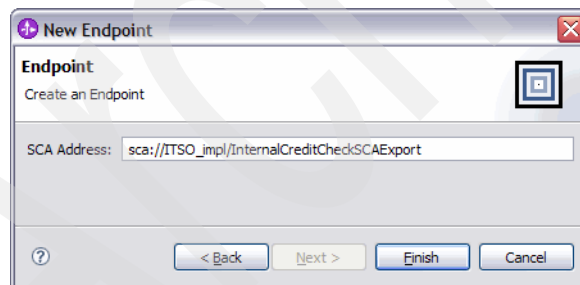 New Endpoint
Endpoint
Create an Endpoint
SCA Address: sca://ITSO_impl/InternalCreditCheckSCAExport
? < Back Next > Finish Cancel